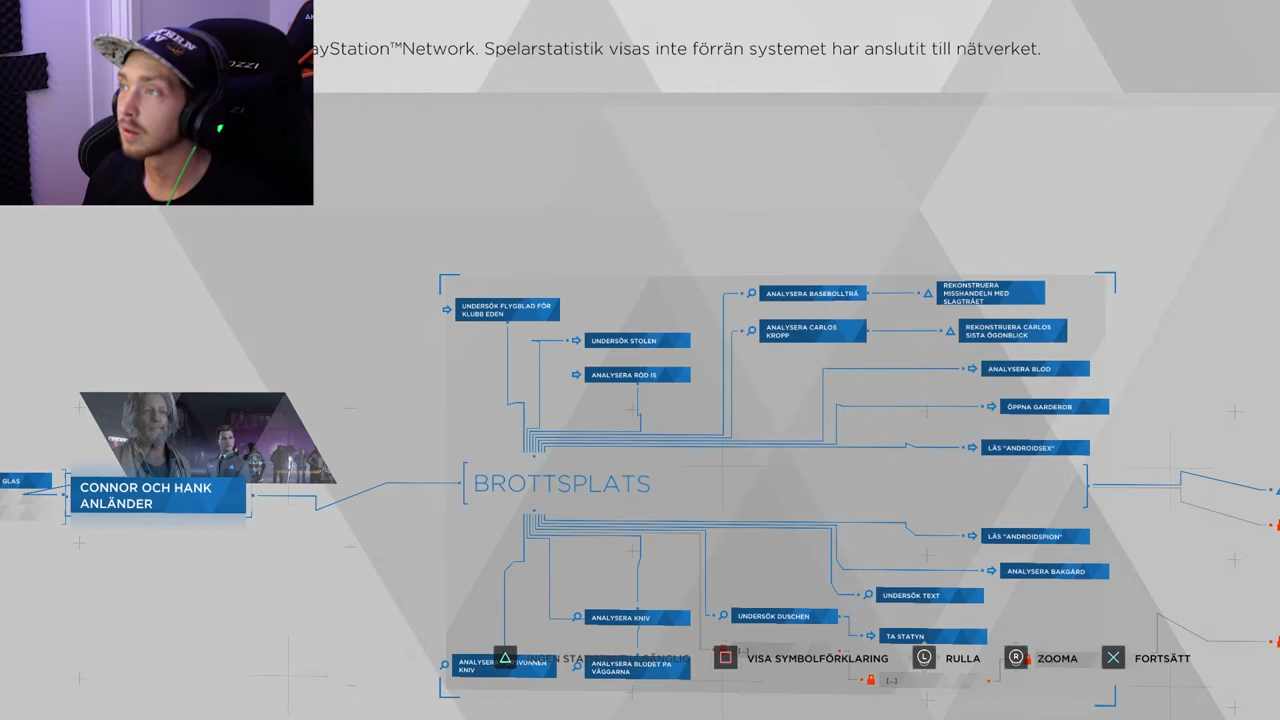 ayStation™Network. Spelarstatistik visas inte förrän systemet har anslutit till nätverket.
TV
UNDERSÖK FLYGBLAD FÖR
KLUBB EDEN
UNDERSÖK STOLEN
ANALYSERA RÖD IS
ANALYSERA BASEBOLLTRÄ
REKONSTRUERA
MISSHANDELN MED
SLAGTRÄET
ANALYSERA CARLOS
KROPP
REKONSTRUERA CARLOS
SISTA ÖGONBLICK
ANALYSERA BLOD
ÖPPNA GARDEROB
LÄS "ANDROIDSEX"
GLAS
CONNOR OCH HANK
ANLÄNDER
BROTTSPLATS
LÄS "ANDROIDSPION"
ANALYSERA BAKGÅRD
UNDERSÖK TEXT
ANALYSERA KNIV
UNDERSÖK DUSCHEN
TA STATYN
KNIV
ANALYSERA BLODET PÅ
VÄGGARNA
[...]
VISA SYMBOLFÖRKLARING
L RULLA
R ZOOMA
FORTSÄTT